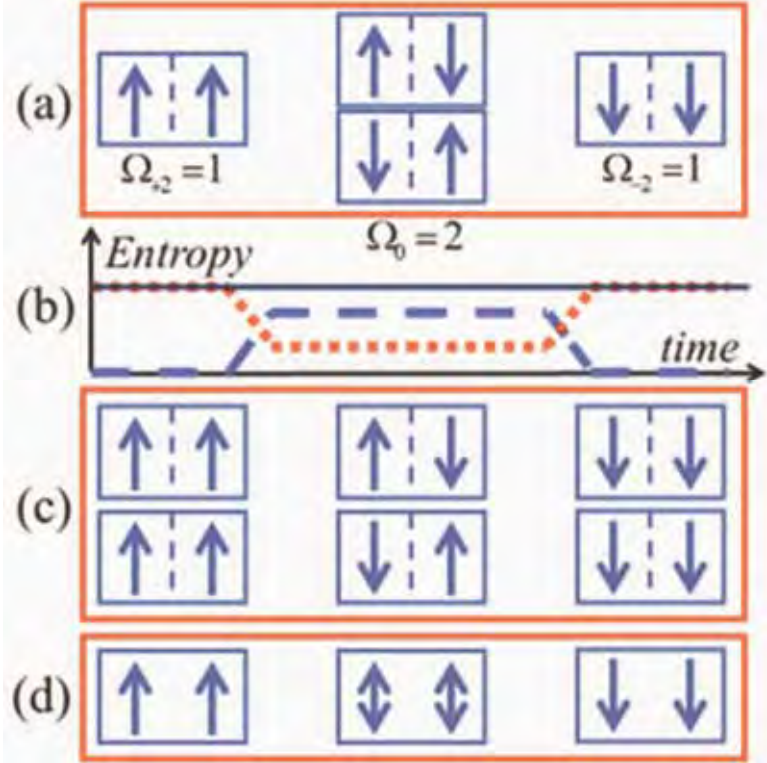 (a)
Ω₊₂ =1
Ω₋₂ =1
Ω₀ = 2
Entropy
(b)
time
(c)
(d)